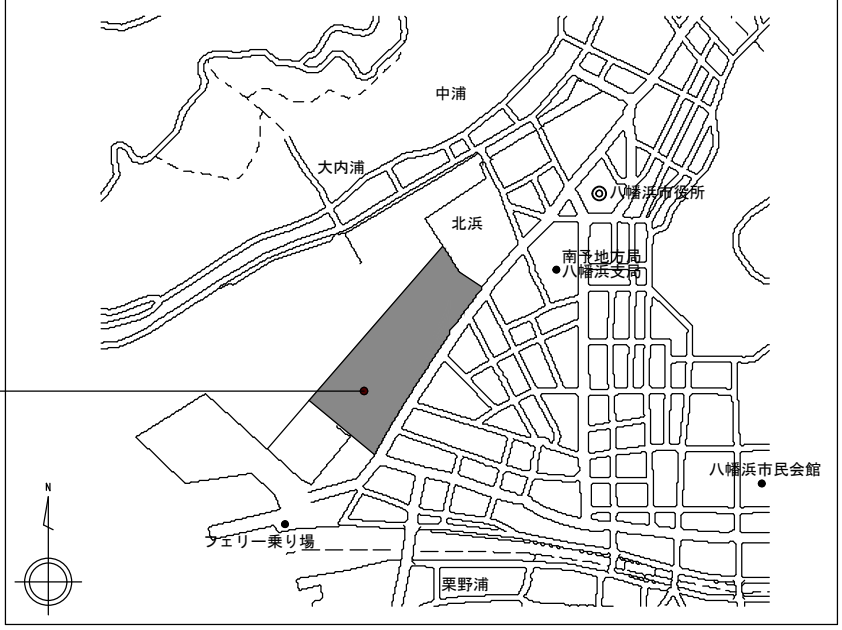 中浦
大内浦
八幡浜市役所
北浜
南予地方局
八幡浜支局
八幡浜市民会館
N
フェリー乗り場
栗野浦